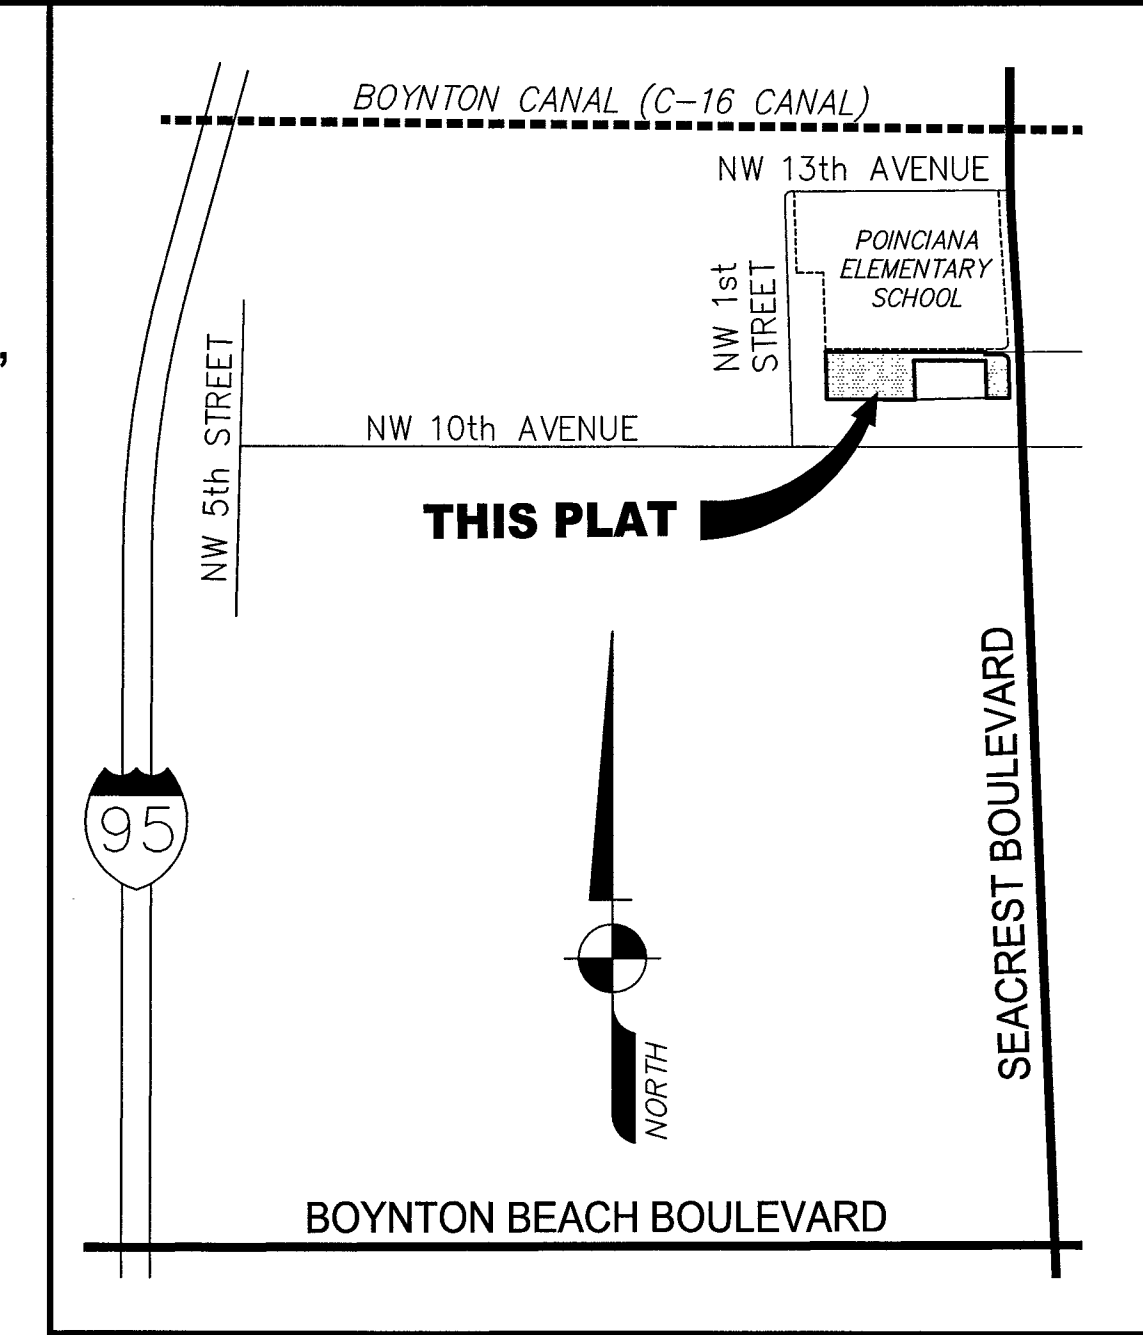 ,
BOYNTON CANAL (C-16 CANAL)
NW 13th AVENUE
POINCIANA
ELEMENTARY
SCHOOL
NW 1st
STREET
NW 5th STREET
NW 10th AVENUE
THIS PLAT
SEACREST BOULEVARD
95
NORTH
BOYNTON BEACH BOULEVARD